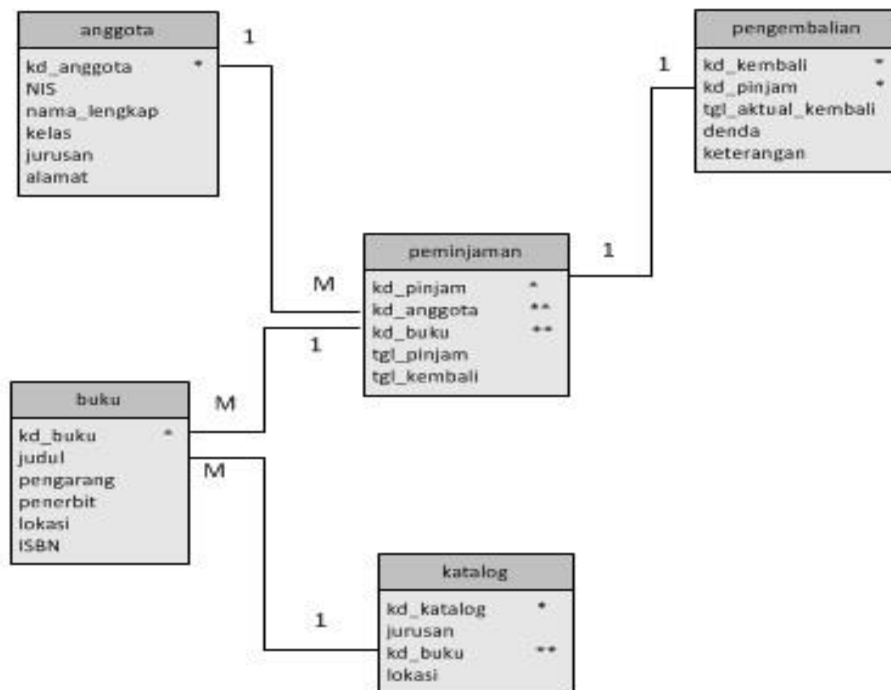 anggota
kd_anggota *
NIS
nama_lengkap
kelas
jurusan
alamat
1
pengembalian
kd_kembali *
kd_pinjam *
tgl_aktual_kembali
denda
keterangan
1
peminjaman
kd_pinjam *
kd_anggota **
kd_buku **
tgl_pinjam
tgl_kembali
1
M
1
buku
kd_buku *
judul
pengarang
penerbit
lokasi
ISBN
M
M
katalog
kd_katalog *
jurusan
kd_buku **
lokasi
1